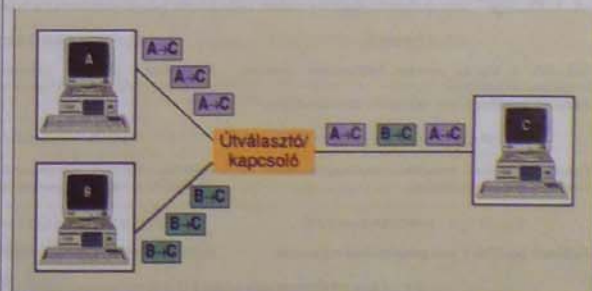 A
A→C
A→C
A→C
Útválasztó/
kapcsoló
A→C B→C A→C
C
B
B→C
B→C
B→C